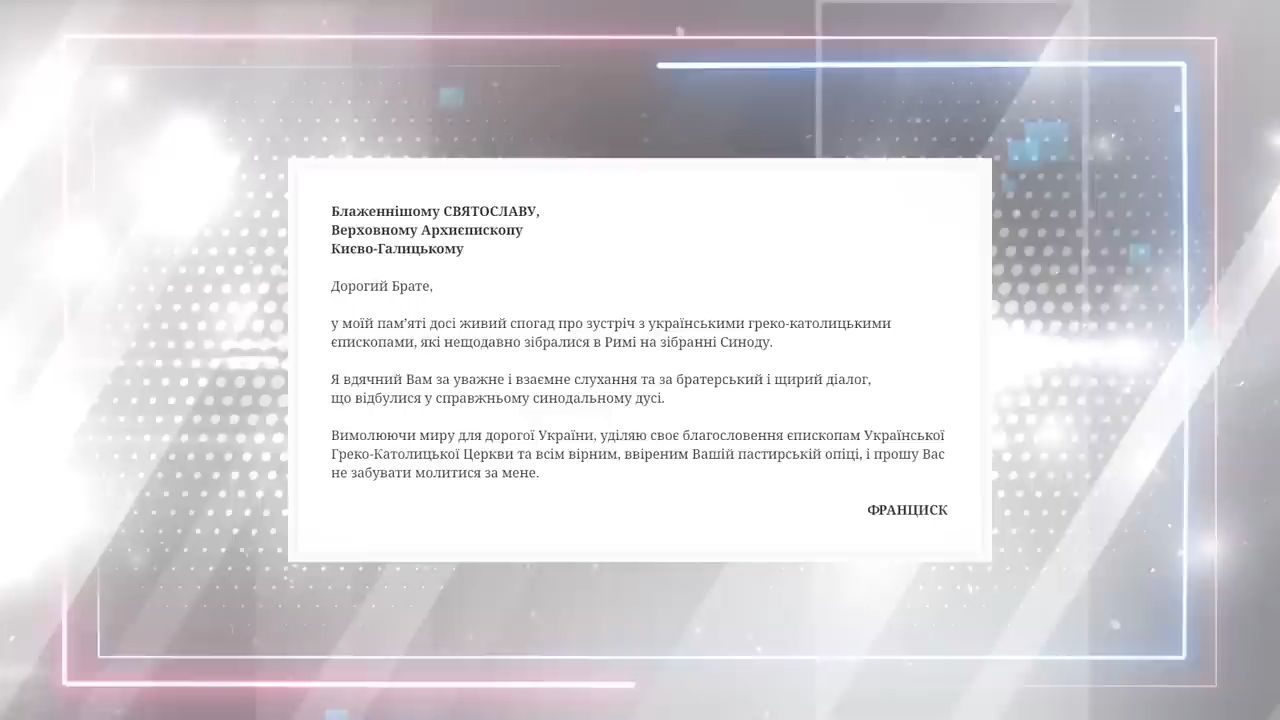 Блаженнішому СВЯТОСЛАВУ,
Верховному Архиєпископу
Києво-Галицькому
Дорогий Брате,
у моїй пам'яті досі живий спогад про зустріч з українськими греко-католицькими
єпископами, які нещодавно зібралися в Римі на зібранні Синоду.
Я вдячний Вам за уважне і взаємне слухання та за братерський і щирий діалог,
що відбулися у справжньому синодальному дусі.
Вимолюючи миру для дорогої України, уділяю своє благословення єпископам Української
Греко-Католицької Церкви та всім вірним, ввіреним Вашій пастирській опіці, і прошу Вас
не забувати молитися за мене.
ФРАНЦИСК